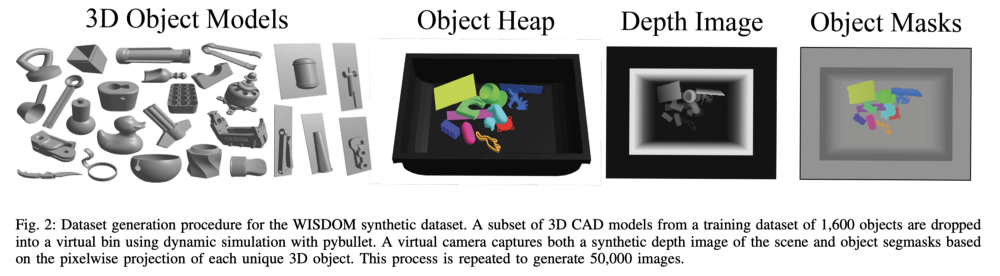 3D Object Models
Object Heap
Depth Image
Object Masks
Fig. 2: Dataset generation procedure for the WISDOM synthetic dataset. A subset of 3D CAD models from a training dataset of 1,600 objects are dropped
into a virtual bin using dynamic simulation with pybullet. A virtual camera captures both a synthetic depth image of the scene and object segmasks based
on the pixelwise projection of each unique 3D object. This process is repeated to generate 50,000 images.